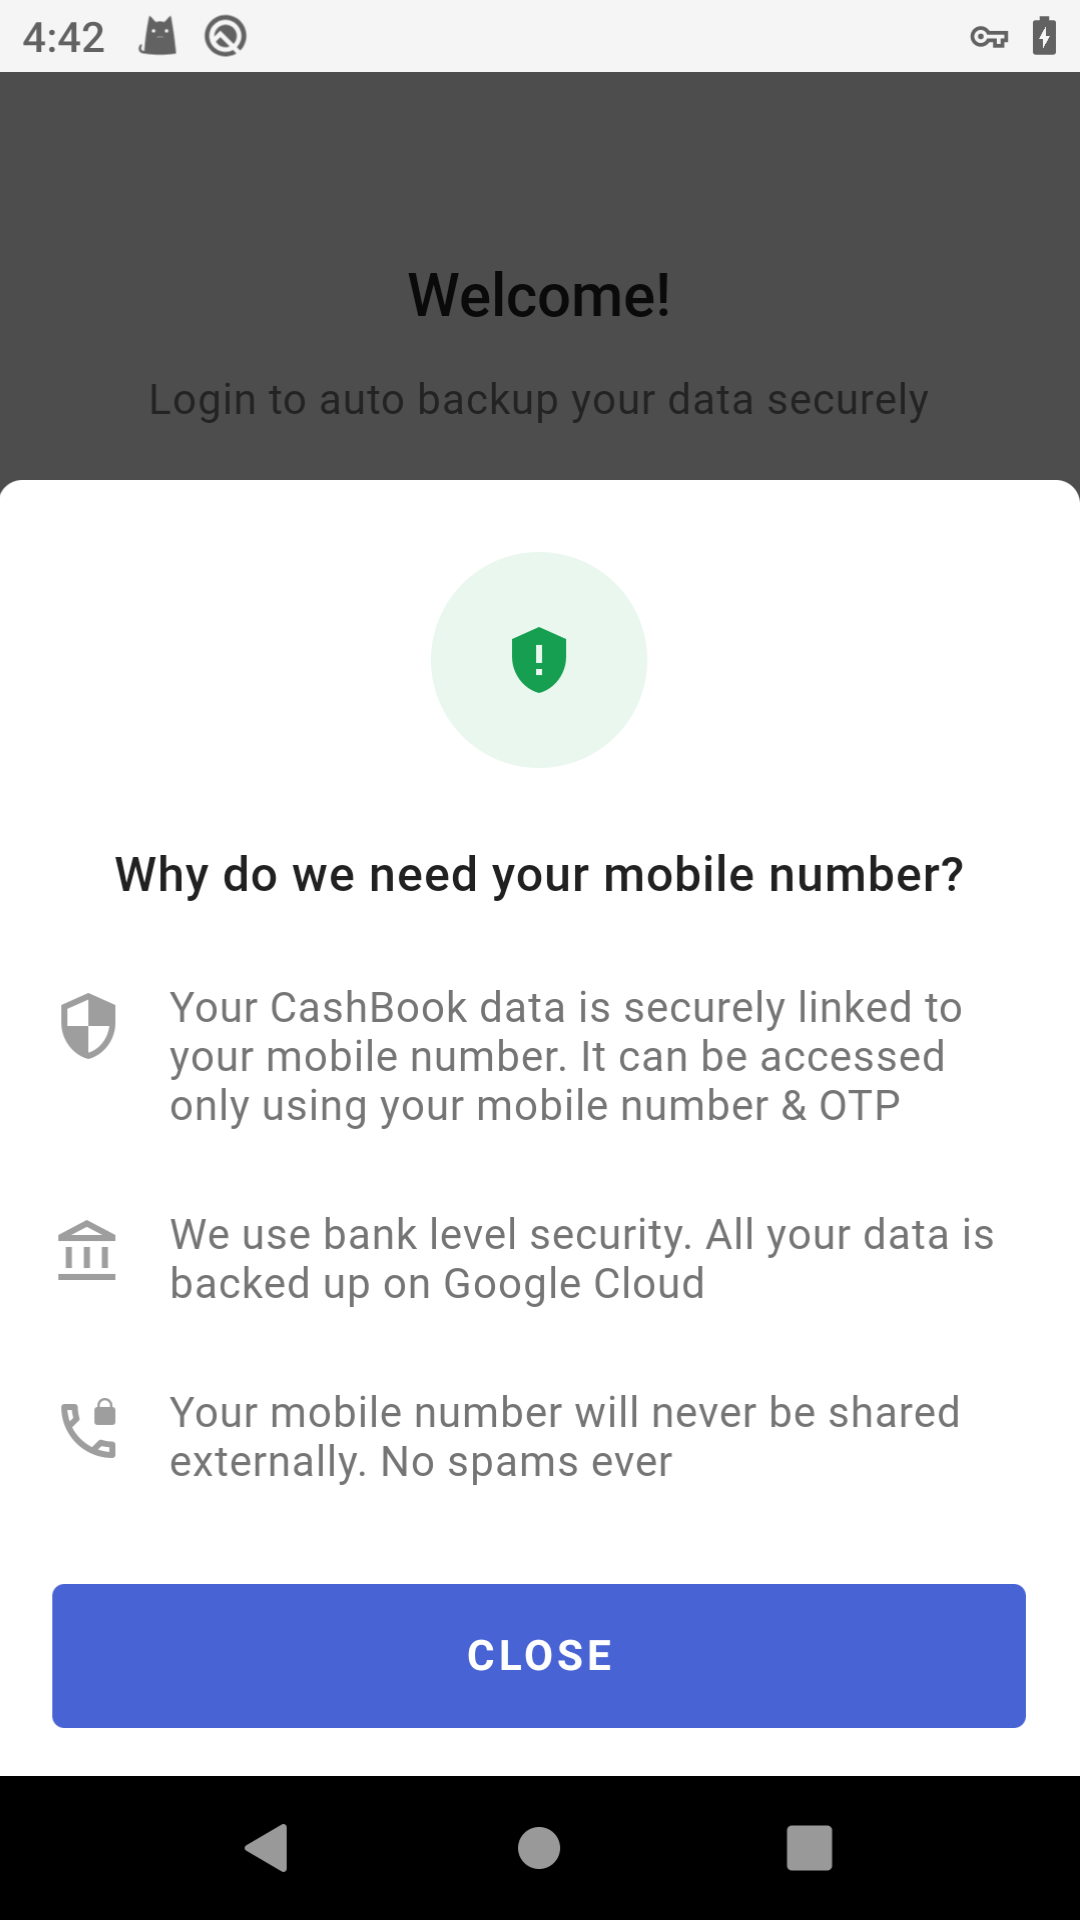 4:42
Welcome!
Login to auto backup your data securely
Why do we need your mobile number?
Your CashBook data is securely linked to
your mobile number. It can be accessed
only using your mobile number & OTP
We use bank level security. All your data is
backed up on Google Cloud
Your mobile number will never be shared
externally. No spams ever
CLOSE